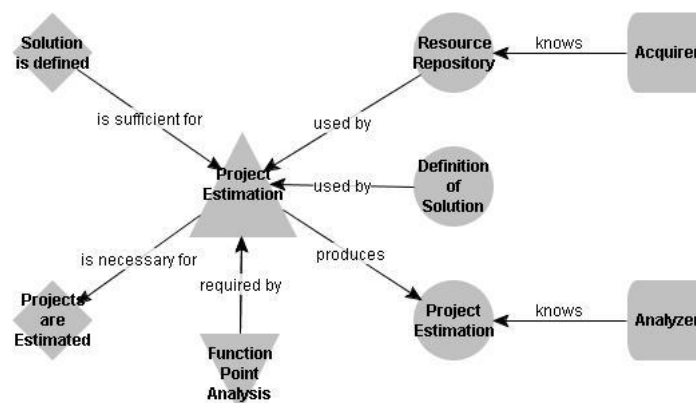 Solution
is defined
Resource
Repository
knows
Acquirer
is sufficient for
used by
Project
Estimation
used by
Definition
of
Solution
is necessary for
produces
required by
Projects
are
Estimated
Function
Point
Analysis
Project
Estimation
knows
Analyzer